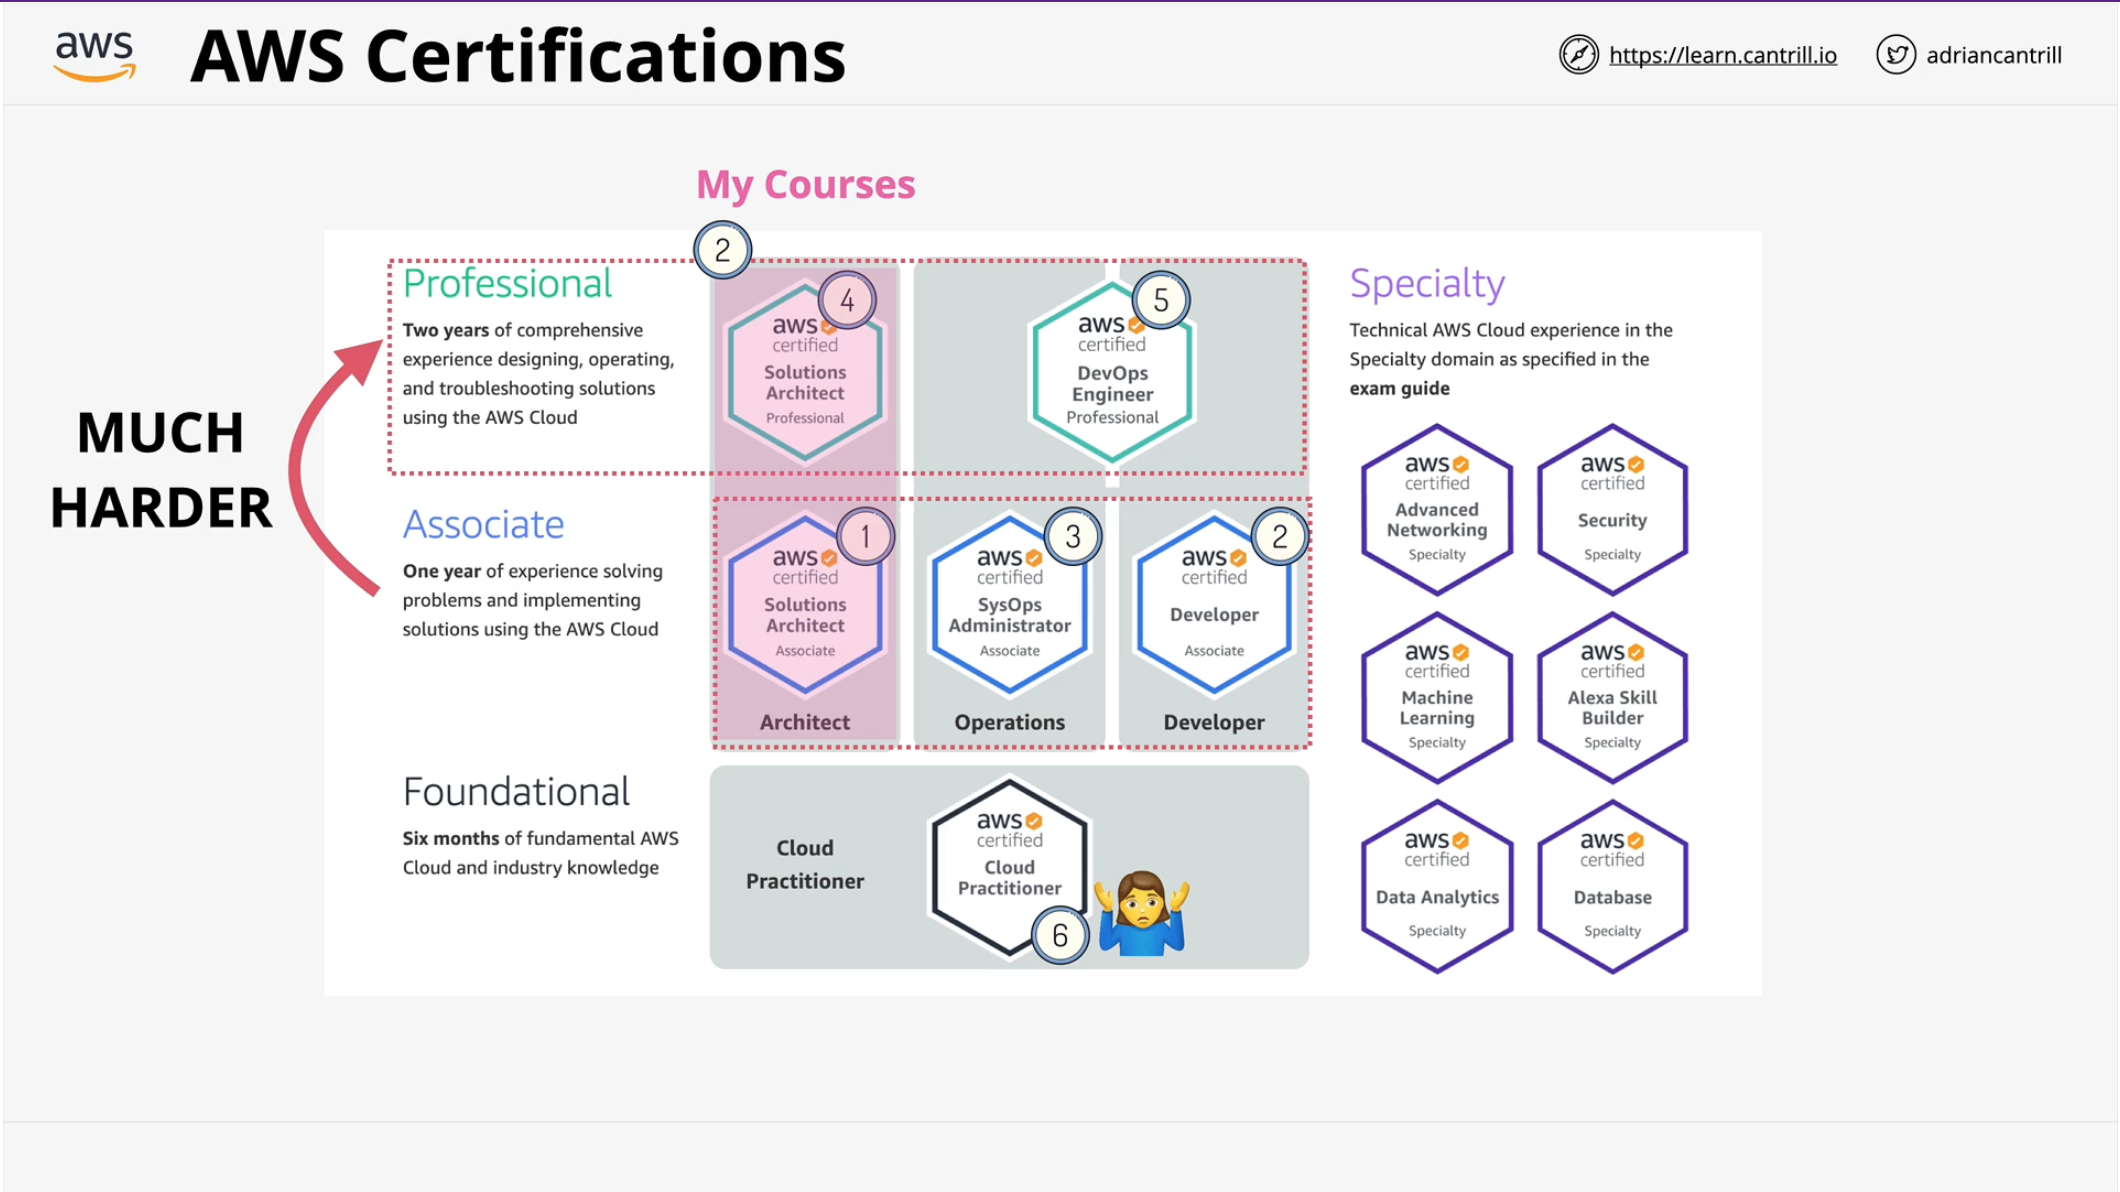 aws
AWS Certifications
https://learn.cantrill.io
adriancantrill
My Courses
2
MUCH
HARDER
Professional
Two years of comprehensive
experience designing, operating,
and troubleshooting solutions
using the AWS Cloud
4
aws
certified
Solutions
Architect
Professional
5
aws
certified
DevOps
Engineer
Professional
Associate
One year of experience solving
problems and implementing
solutions using the AWS Cloud
1
aws
certified
Solutions
Architect
Associate
Architect
3
aws
certified
SysOps
Administrator
Associate
Operations
2
aws
certified
Developer
Associate
Developer
Foundational
Six months of fundamental AWS
Cloud and industry knowledge
Cloud
Practitioner
aws
certified
Cloud
Practitioner
6
Specialty
Technical AWS Cloud experience in the
Specialty domain as specified in the
exam guide
aws
certified
Advanced
Networking
Specialty
aws
certified
Security
Specialty
aws
certified
Machine
Learning
Specialty
aws
certified
Alexa Skill
Builder
Specialty
aws
certified
Data Analytics
Specialty
aws
certified
Database
Specialty